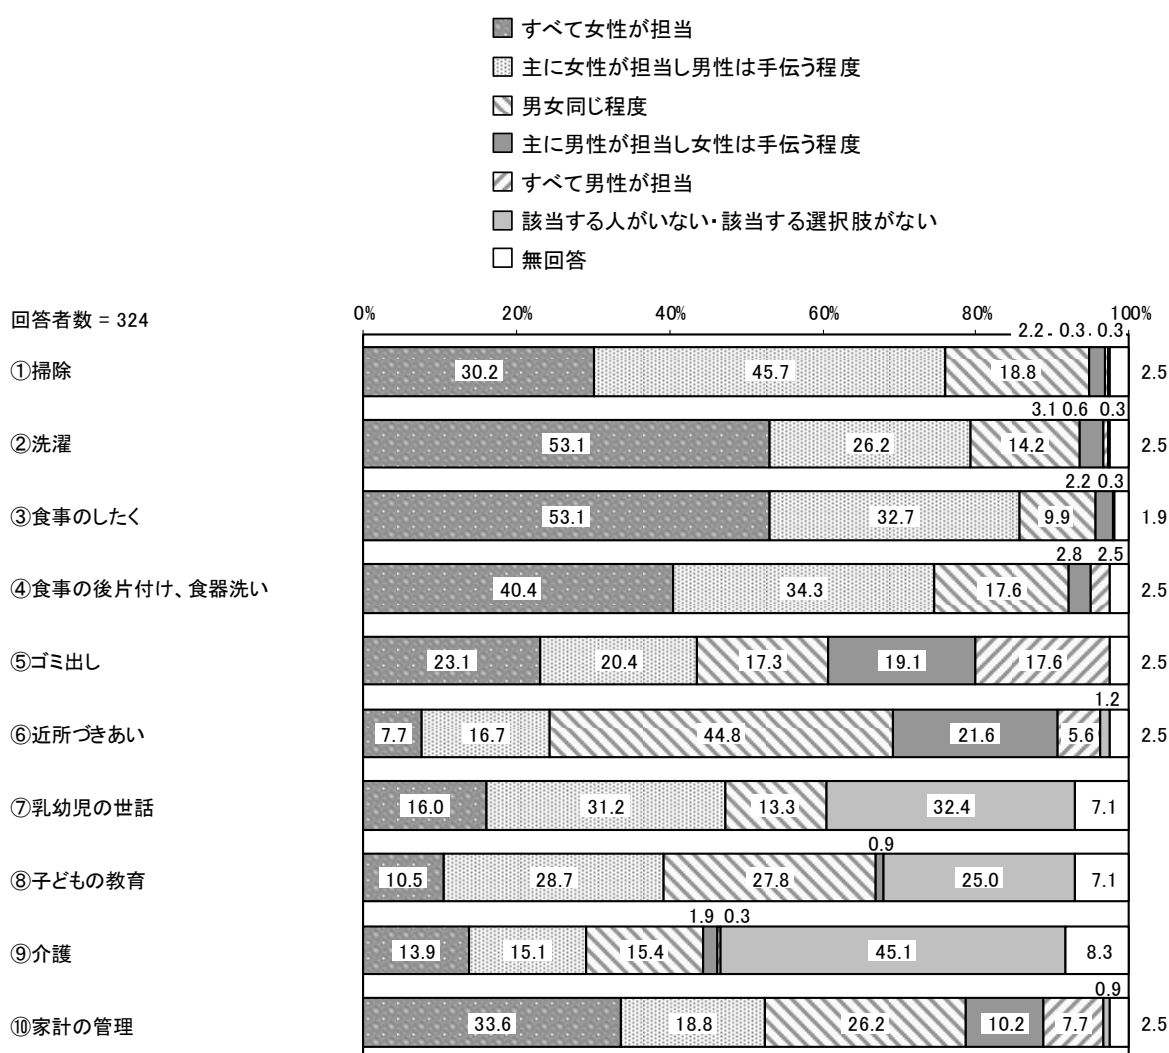 すべて女性が担当
主に女性が担当し男性は手伝う程度
男女同じ程度
主に男性が担当し女性は手伝う程度
すべて男性が担当
該当する人がいない・該当する選択肢がない
無回答
回答者数 = 324
0% 20% 40% 60% 80% 100%
2.2 0.3 0.3
①掃除 30.2 45.7 18.8 2.5
3.1 0.6 0.3
②洗濯 53.1 26.2 14.2 2.5
2.2 0.3
③食事のしたく 53.1 32.7 9.9 1.9
2.8 2.5
④食事の後片付け、食器洗い 40.4 34.3 17.6 2.5
⑤ゴミ出し 23.1 20.4 17.3 19.1 17.6 2.5
1.2
⑥近所づきあい 7.7 16.7 44.8 21.6 5.6 2.5
⑦乳幼児の世話 16.0 31.2 13.3 32.4 7.1
0.9
⑧子どもの教育 10.5 28.7 27.8 25.0 7.1
1.9 0.3
⑨介護 13.9 15.1 15.4 45.1 8.3
0.9
⑩家計の管理 33.6 18.8 26.2 10.2 7.7 2.5